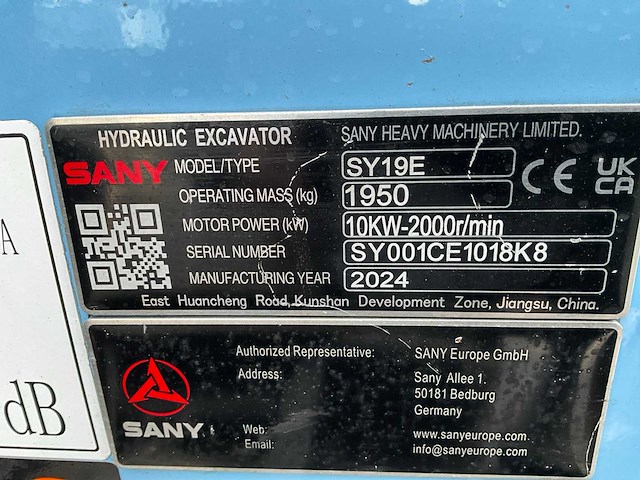 HYDRAULIC EXCAVATOR
SANY HEAVY MACHINERY LIMITED.
SANY
MODEL/TYPE SY19E
OPERATING MASS (kg) 1950
MOTOR POWER (kW) 10KW-2000r/min
SERIAL NUMBER SY001CE1018K8
MANUFACTURING YEAR 2024
CE UKCA
East Huancheng Road,Kunshan Development Zone, Jiangsu, China.
A
dB
SANY
Authorized Representative: SANY Europe GmbH
Address: Sany Allee 1.
50181 Bedburg
Germany
Web: www.sanyeurope.com
Email: info@sanyeurope.com